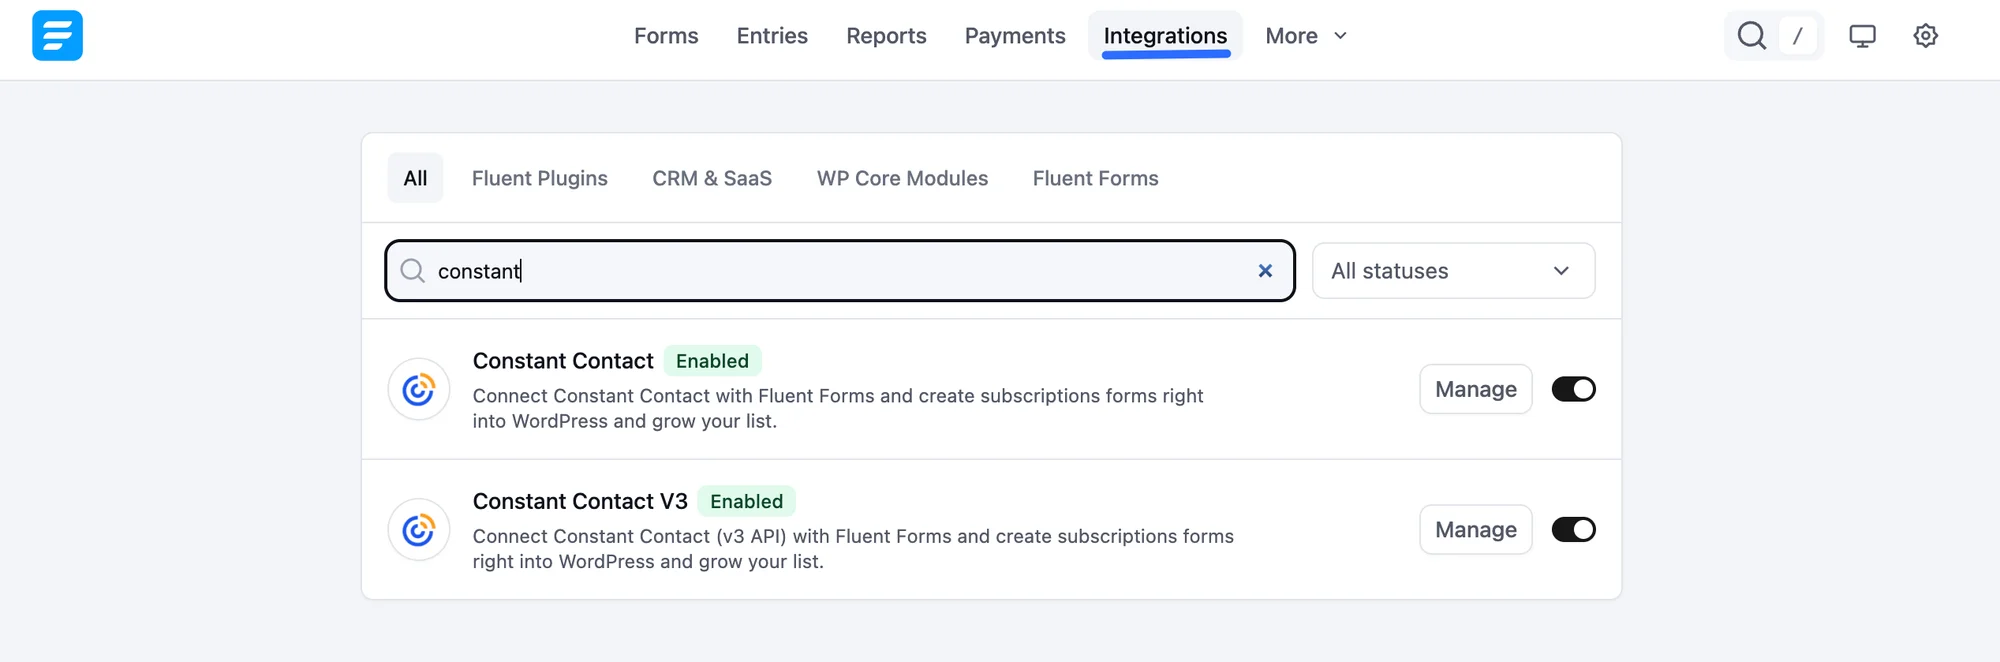 Forms Entries Reports Payments Integrations More /
All Fluent Plugins CRM & SaaS WP Core Modules Fluent Forms
constant All statuses
Constant Contact Enabled
Connect Constant Contact with Fluent Forms and create subscriptions forms right
into WordPress and grow your list.
Manage
Constant Contact V3 Enabled
Connect Constant Contact (v3 API) with Fluent Forms and create subscriptions forms
right into WordPress and grow your list.
Manage